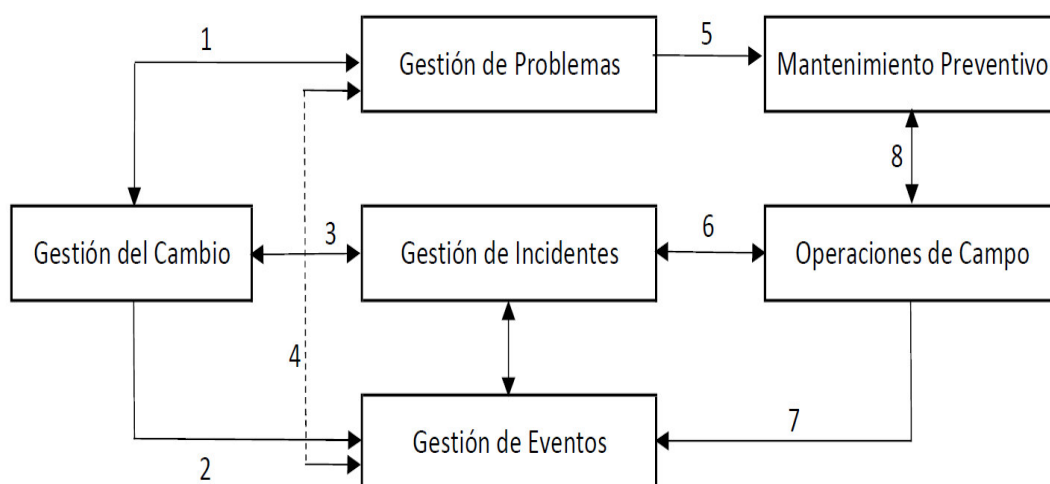 1
5
Gestión de Problemas
Mantenimiento Preventivo
8
3
6
Gestión del Cambio
Gestión de Incidentes
Operaciones de Campo
4
7
Gestión de Eventos
2